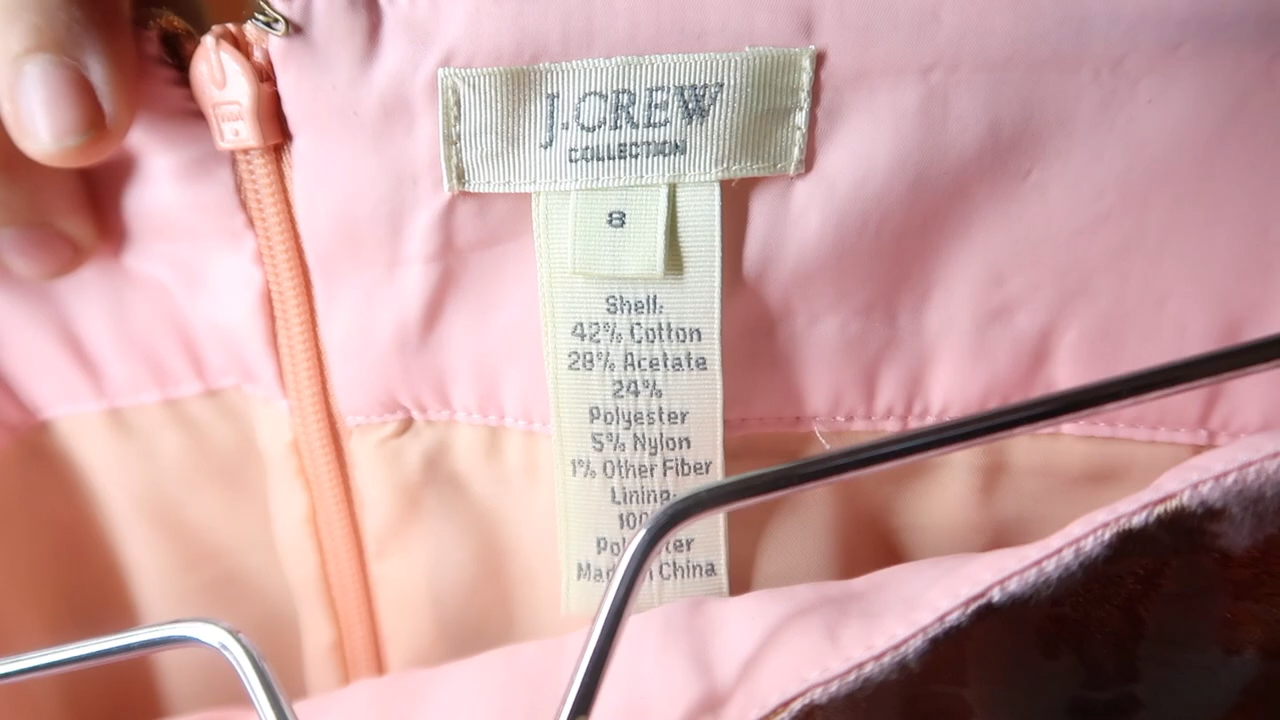 J.CREW
COLLECTION
8
Shell:
42% Cotton
28% Acetate
24%
Polyester
5% Nylon
1% Other Fiber
Lining:
100
China